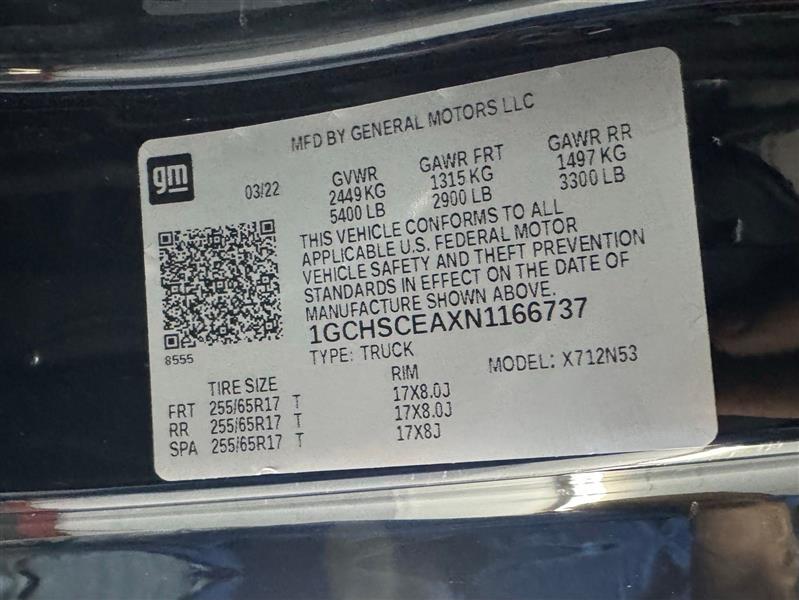 MFD BY GENERAL MOTORS LLC
gm
03/22
GVWR GAWR FRT GAWR RR
2449 KG 1315 KG 1497 KG
5400 LB 2900 LB 3300 LB
THIS VEHICLE CONFORMS TO ALL
APPLICABLE U.S. FEDERAL MOTOR
VEHICLE SAFETY AND THEFT PREVENTION
STANDARDS IN EFFECT ON THE DATE OF
MANUFACTURE SHOWN ABOVE.
1GCHSCEAXN1166737
8555
TYPE: TRUCK MODEL: X712N53
TIRE SIZE RIM
FRT 255/65R17 T 17X8.0J
RR 255/65R17 T 17X8.0J
SPA 255/65R17 T 17X8J